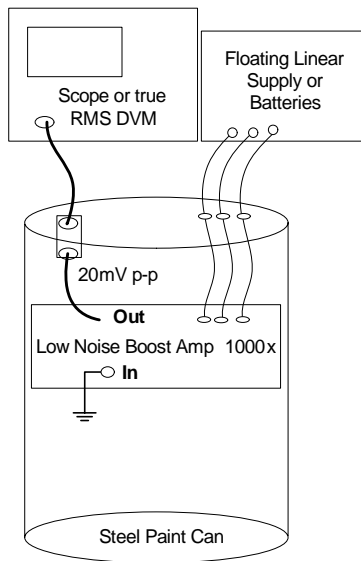 Scope or true
RMS DVM
Floating Linear
Supply or
Batteries
20mV p-p
Out
Low Noise Boost Amp 1000x
In
Steel Paint Can